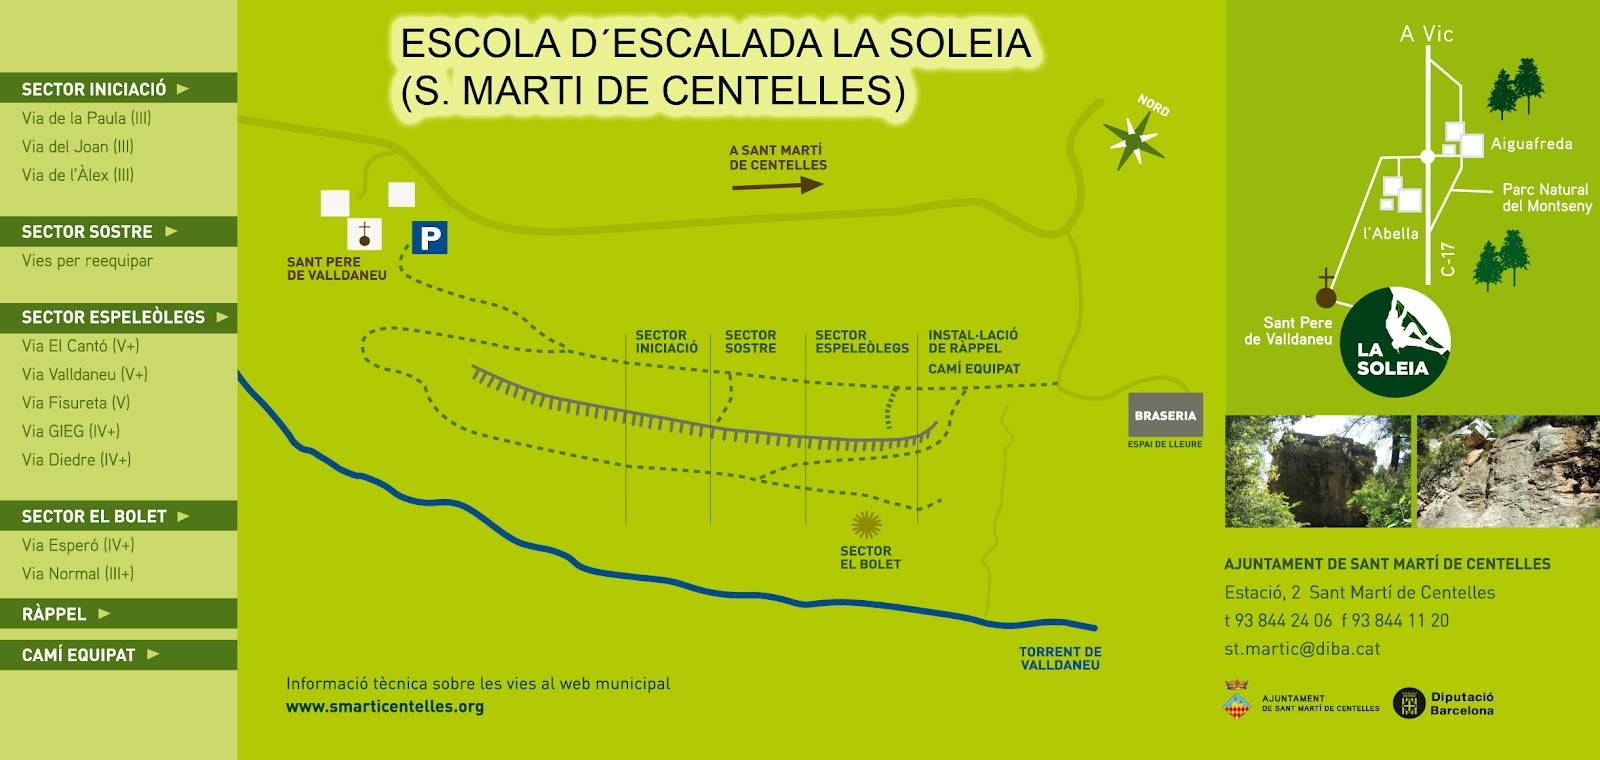 ESCOLA D´ESCALADA LA SOLEIA
(S. MARTI DE CENTELLES)
SECTOR INICIACIÓ
Via de la Paula (III)
Via del Joan (III)
Via de l'Àlex (III)
SECTOR SOSTRE
Vies per reequipar
SECTOR ESPELEÒLEGS
Via El Cantó (V+)
Via Valldaneu (V+)
Via Fisureta (V)
Via GIEG (IV+)
Via Diedre (IV+)
SECTOR EL BOLET
Via Esperó (IV+)
Via Normal (III+)
RÀPPEL
CAMÍ EQUIPAT
A SANT MARTÍ
DE CENTELLES
NORD
P
SANT PERE
DE VALLDANEU
SECTOR
INICIACIÓ
SECTOR
SOSTRE
SECTOR
ESPELEÒLEGS
INSTAL·LACIÓ
DE RÀPPEL
CAMÍ EQUIPAT
BRASERIA
ESPAI DE LLEURE
SECTOR
EL BOLET
TORRENT DE
VALLDANEU
Informació tècnica sobre les vies al web municipal
www.smarticentelles.org
A Vic
Aiguafreda
Parc Natural
del Montseny
l'Abella
C-17
Sant Pere
de Valldaneu
LA
SOLEIA
AJUNTAMENT DE SANT MARTÍ DE CENTELLES
Estació, 2 Sant Martí de Centelles
t 93 844 24 06 f 93 844 11 20
st.martic@diba.cat
AJUNTAMENT
DE SANT MARTÍ DE CENTELLES
Diputació
Barcelona